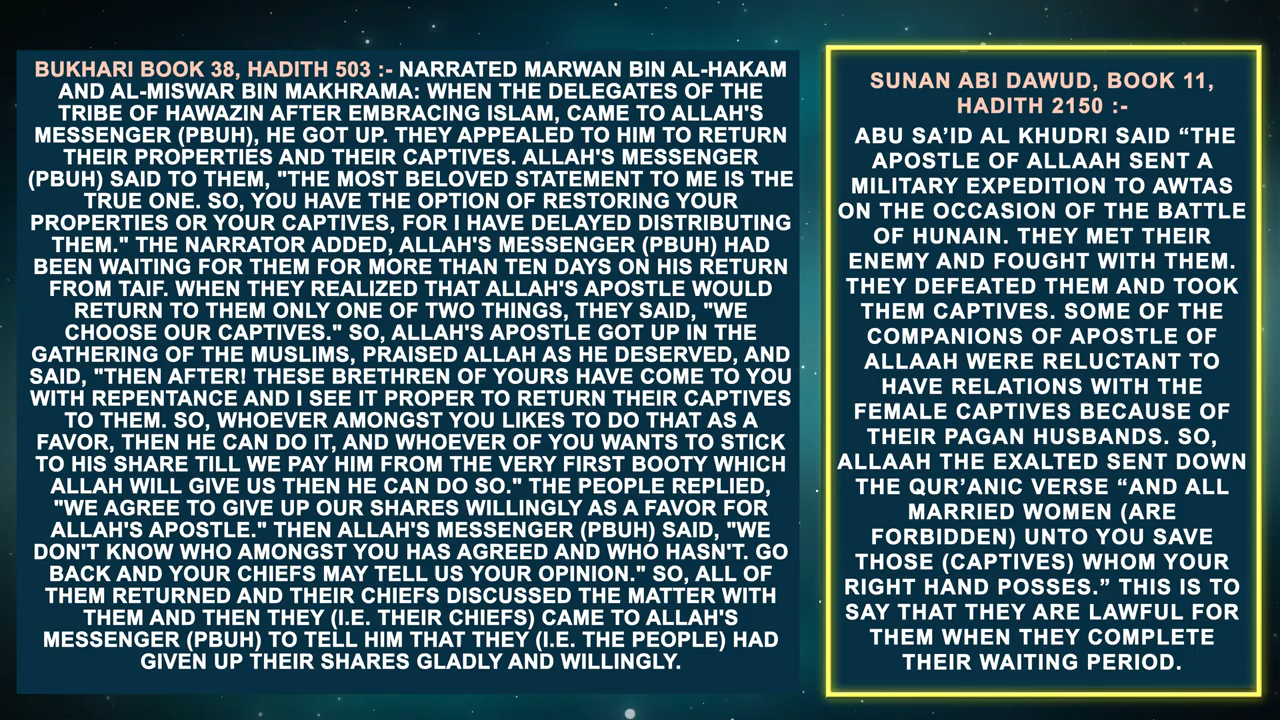 BUKHARI BOOK 38, HADITH 503 :- NARRATED MARWAN BIN AL-HAKAM
AND AL-MISWAR BIN MAKHRAMA: WHEN THE DELEGATES OF THE
TRIBE OF HAWAZIN AFTER EMBRACING ISLAM, CAME TO ALLAH'S
MESSENGER (PBUH), HE GOT UP. THEY APPEALED TO HIM TO RETURN
THEIR PROPERTIES AND THEIR CAPTIVES. ALLAH'S MESSENGER
(PBUH) SAID TO THEM, "THE MOST BELOVED STATEMENT TO ME IS THE
TRUE ONE. SO, YOU HAVE THE OPTION OF RESTORING YOUR
PROPERTIES OR YOUR CAPTIVES, FOR I HAVE DELAYED DISTRIBUTING
THEM." THE NARRATOR ADDED, ALLAH'S MESSENGER (PBUH) HAD
BEEN WAITING FOR THEM FOR MORE THAN TEN DAYS ON HIS RETURN
FROM TAIF. WHEN THEY REALIZED THAT ALLAH'S APOSTLE WOULD
RETURN TO THEM ONLY ONE OF TWO THINGS, THEY SAID, "WE
CHOOSE OUR CAPTIVES." SO, ALLAH'S APOSTLE GOT UP IN THE
GATHERING OF THE MUSLIMS, PRAISED ALLAH AS HE DESERVED, AND
SAID, "THEN AFTER! THESE BRETHREN OF YOURS HAVE COME TO YOU
WITH REPENTANCE AND I SEE IT PROPER TO RETURN THEIR CAPTIVES
TO THEM. SO, WHOEVER AMONGST YOU LIKES TO DO THAT AS A
FAVOR, THEN HE CAN DO IT, AND WHOEVER OF YOU WANTS TO STICK
TO HIS SHARE TILL WE PAY HIM FROM THE VERY FIRST BOOTY WHICH
ALLAH WILL GIVE US THEN HE CAN DO SO." THE PEOPLE REPLIED,
"WE AGREE TO GIVE UP OUR SHARES WILLINGLY AS A FAVOR FOR
ALLAH'S APOSTLE." THEN ALLAH'S MESSENGER (PBUH) SAID, "WE
DON'T KNOW WHO AMONGST YOU HAS AGREED AND WHO HASN'T. GO
BACK AND YOUR CHIEFS MAY TELL US YOUR OPINION." SO, ALL OF
THEM RETURNED AND THEIR CHIEFS DISCUSSED THE MATTER WITH
THEM AND THEN THEY (I.E. THEIR CHIEFS) CAME TO ALLAH'S
MESSENGER (PBUH) TO TELL HIM THAT THEY (I.E. THE PEOPLE) HAD
GIVEN UP THEIR SHARES GLADLY AND WILLINGLY.
SUNAN ABI DAWUD, BOOK 11,
HADITH 2150 :-
ABU SA’ID AL KHUDRI SAID “THE
APOSTLE OF ALLAAH SENT A
MILITARY EXPEDITION TO AWTAS
ON THE OCCASION OF THE BATTLE
OF HUNAIN. THEY MET THEIR
ENEMY AND FOUGHT WITH THEM.
THEY DEFEATED THEM AND TOOK
THEM CAPTIVES. SOME OF THE
COMPANIONS OF APOSTLE OF
ALLAAH WERE RELUCTANT TO
HAVE RELATIONS WITH THE
FEMALE CAPTIVES BECAUSE OF
THEIR PAGAN HUSBANDS. SO,
ALLAAH THE EXALTED SENT DOWN
THE QUR’ANIC VERSE “AND ALL
MARRIED WOMEN (ARE
FORBIDDEN) UNTO YOU SAVE
THOSE (CAPTIVES) WHOM YOUR
RIGHT HAND POSSES.” THIS IS TO
SAY THAT THEY ARE LAWFUL FOR
THEM WHEN THEY COMPLETE
THEIR WAITING PERIOD.